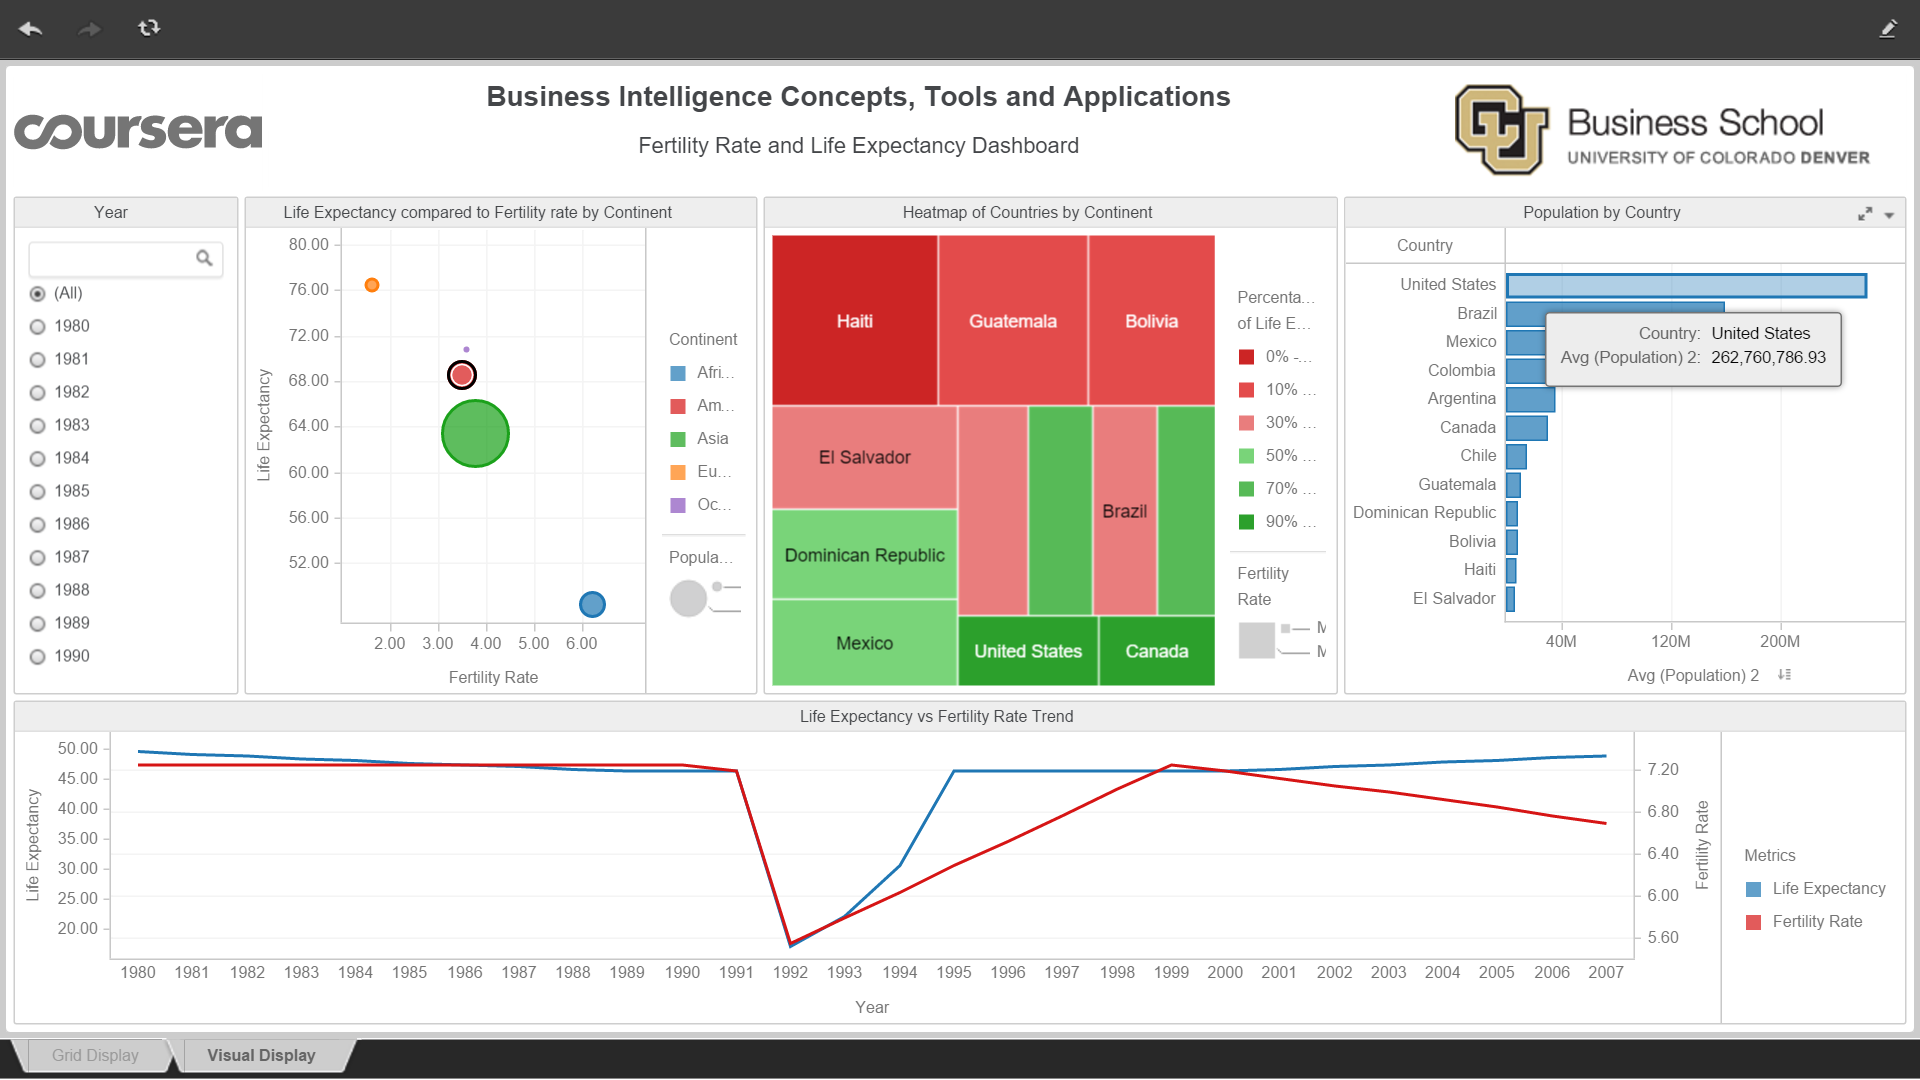 Business Intelligence Concepts, Tools and Applications
Fertility Rate and Life Expectancy Dashboard
coursera
CU
Business School
UNIVERSITY OF COLORADO DENVER
Year
(All)
1980
1981
1982
1983
1984
1985
1986
1987
1988
1989
1990
Life Expectancy compared to Fertility rate by Continent
80.00
76.00
72.00
68.00
64.00
60.00
56.00
52.00
Life Expectancy
2.00 3.00 4.00 5.00 6.00
Fertility Rate
Continent
Afri...
Am...
Asia
Eu...
Oc...
Popula...
Heatmap of Countries by Continent
Haiti
Guatemala
Bolivia
El Salvador
Dominican Republic
Mexico
Brazil
United States
Canada
Percenta...
of Life E...
0% -...
10% ...
30% ...
50% ...
70% ...
90% ...
Fertility
Rate
M
M
Population by Country
Country
United States
Brazil
Mexico
Colombia
Argentina
Canada
Chile
Guatemala
Dominican Republic
Bolivia
Haiti
El Salvador
Country: United States
Avg (Population) 2: 262,760,786.93
40M 120M 200M
Avg (Population) 2
Life Expectancy vs Fertility Rate Trend
50.00
45.00
40.00
35.00
30.00
25.00
20.00
Life Expectancy
7.20
6.80
6.40
6.00
5.60
Fertility Rate
1980 1981 1982 1983 1984 1985 1986 1987 1988 1989 1990 1991 1992 1993 1994 1995 1996 1997 1998 1999 2000 2001 2002 2003 2004 2005 2006 2007
Year
Metrics
Life Expectancy
Fertility Rate
Grid Display
Visual Display